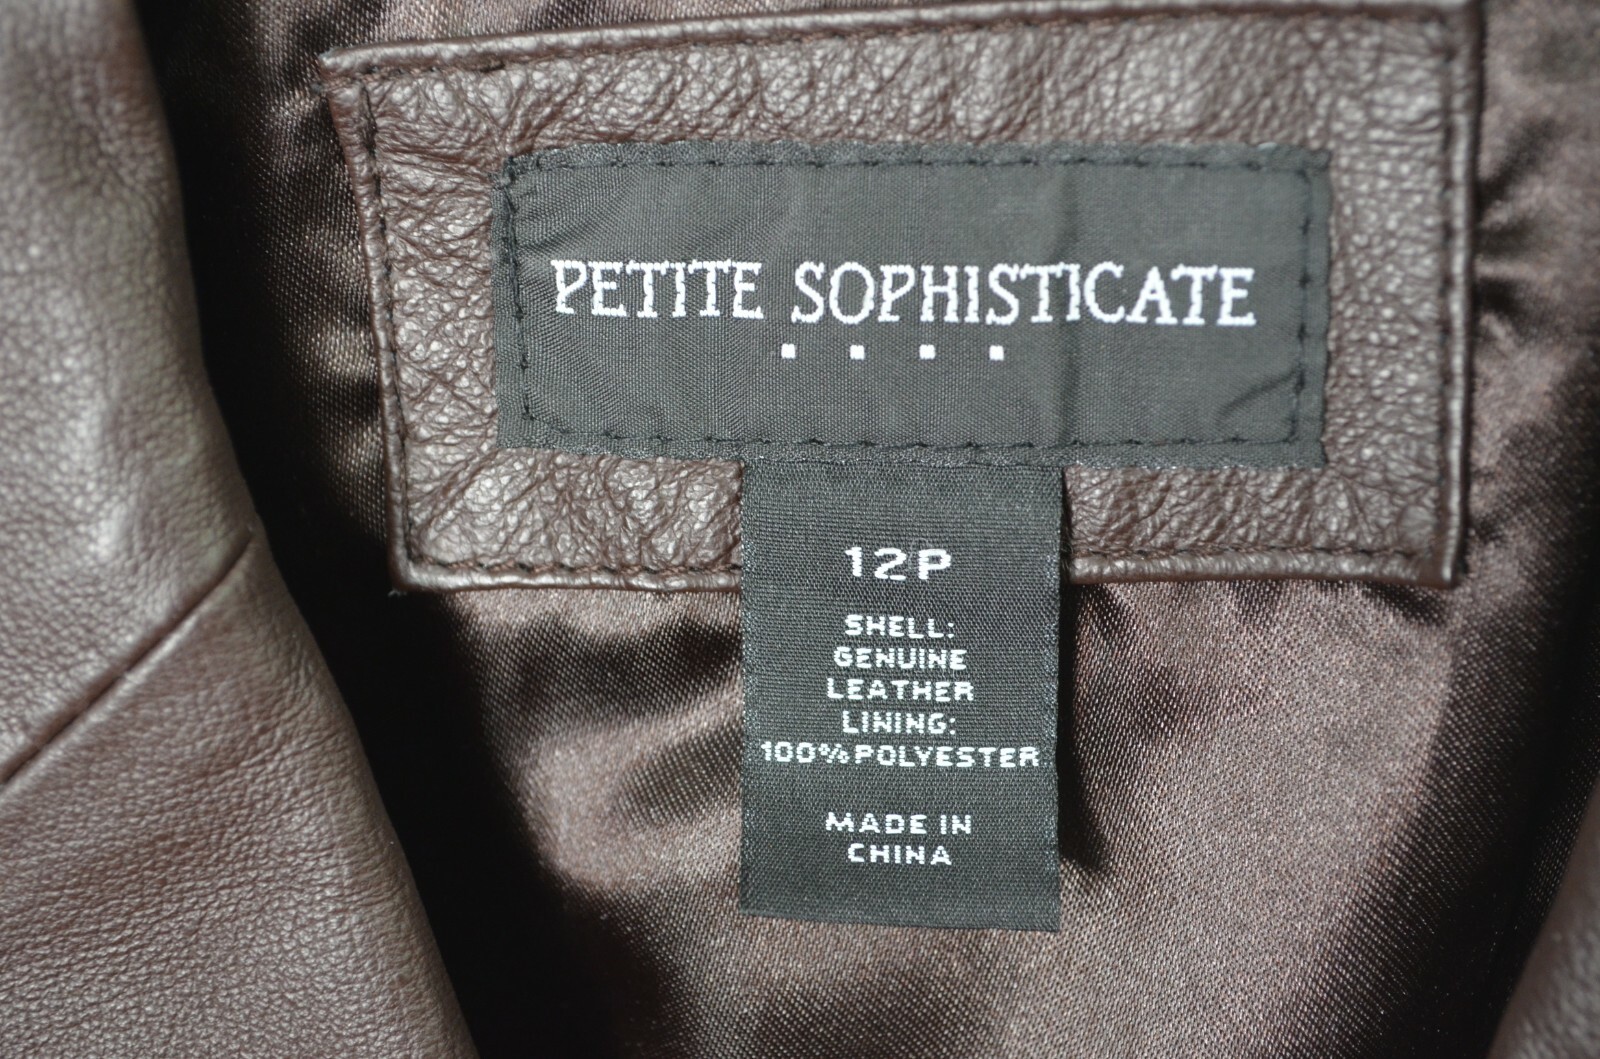 PETITE SOPHISTICATE
12P
SHELL:
GENUINE
LEATHER
LINING:
100% POLYESTER
MADE IN
CHINA